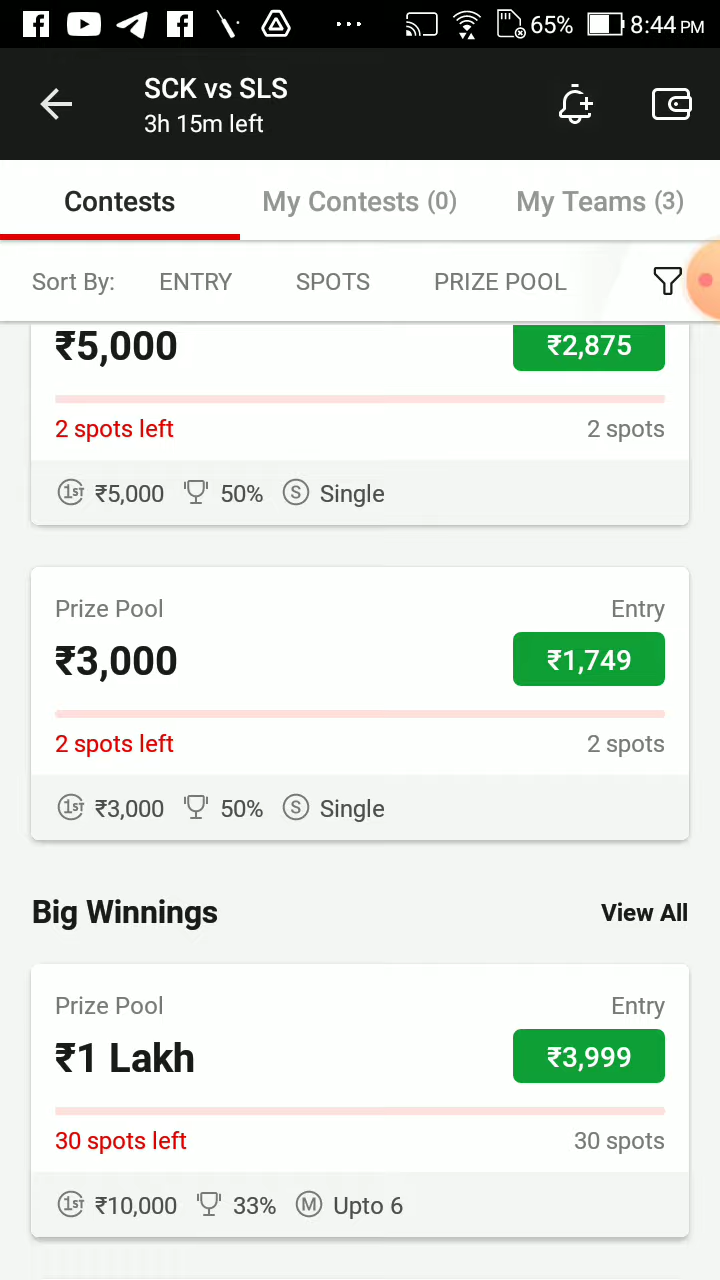 65% 8:44 PM
SCK vs SLS
3h 15m left
Contests My Contests (0) My Teams (3)
Sort By: ENTRY SPOTS PRIZE POOL
₹5,000 ₹2,875
2 spots left 2 spots
1ST ₹5,000 50% S Single
Prize Pool Entry
₹3,000 ₹1,749
2 spots left 2 spots
1ST ₹3,000 50% S Single
Big Winnings View All
Prize Pool Entry
₹1 Lakh ₹3,999
30 spots left 30 spots
1ST ₹10,000 33% M Upto 6